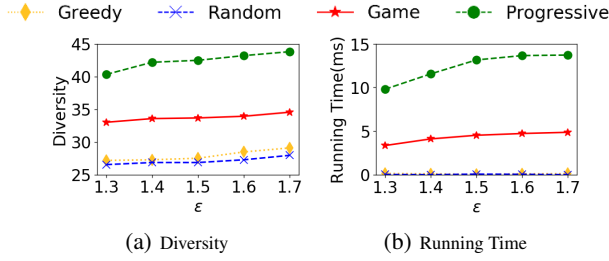 Greedy Random Game Progressive
45
40
35
30
25
Diversity
1.3 1.4 1.5 1.6 1.7
ε
(a) Diversity
15
10
5
0
Running Time(ms)
1.3 1.4 1.5 1.6 1.7
ε
(b) Running Time